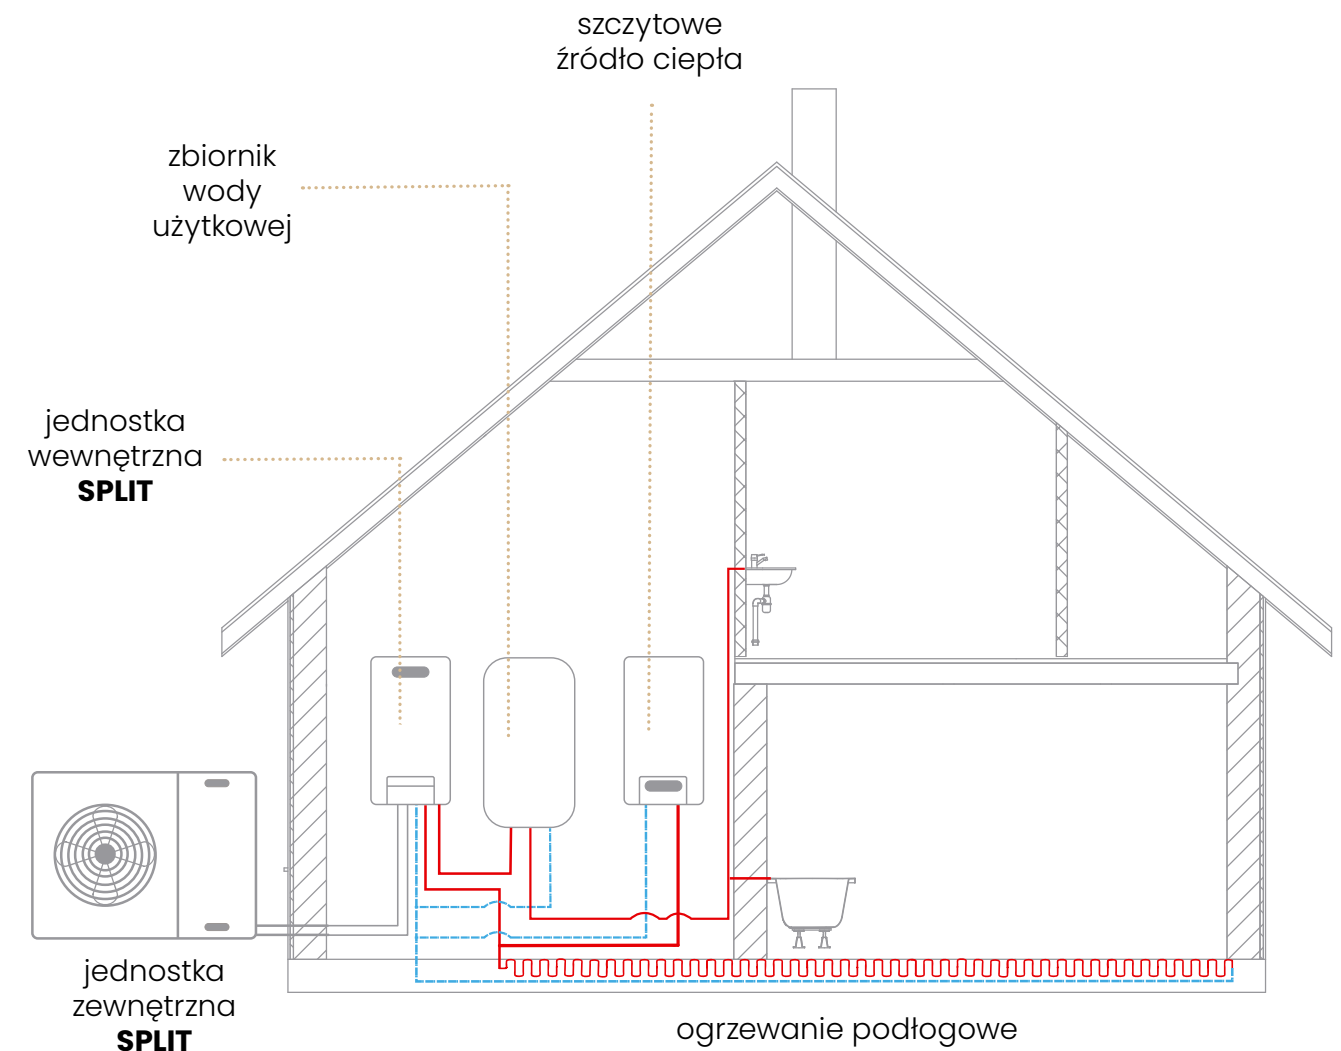 szczytowe
źródło ciepła
zbiornik
wody
użytkowej
jednostka
wewnętrzna
SPLIT
jednostka
zewnętrzna
SPLIT
ogrzewanie podłogowe